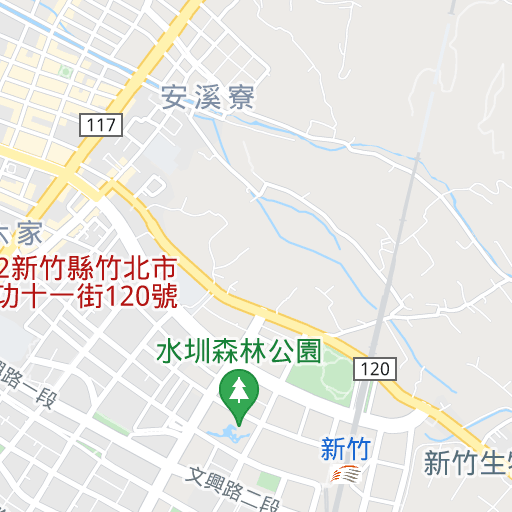 安溪寮
117
六家
2新竹縣竹北市
功十一街120號
水圳森林公園
120
興路一段
新竹
新竹生
文興路二段